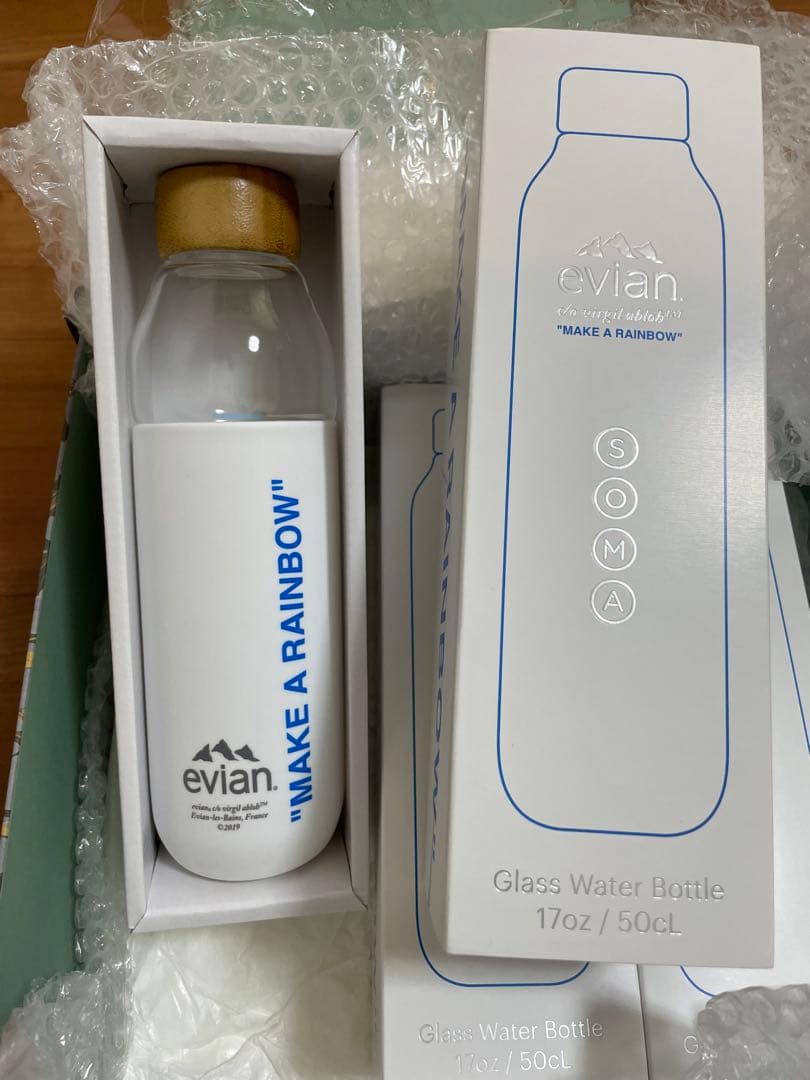 "MAKE A RAINBOW"
evian.
evian® c/o virgil abloh™
Evian-les-Bains, France
©2019
evian.
c/o virgil abloh™
"MAKE A RAINBOW"
S
O
M
A
Glass Water Bottle
17oz / 50cL
Glass Water Bottle
17oz / 50cL
G